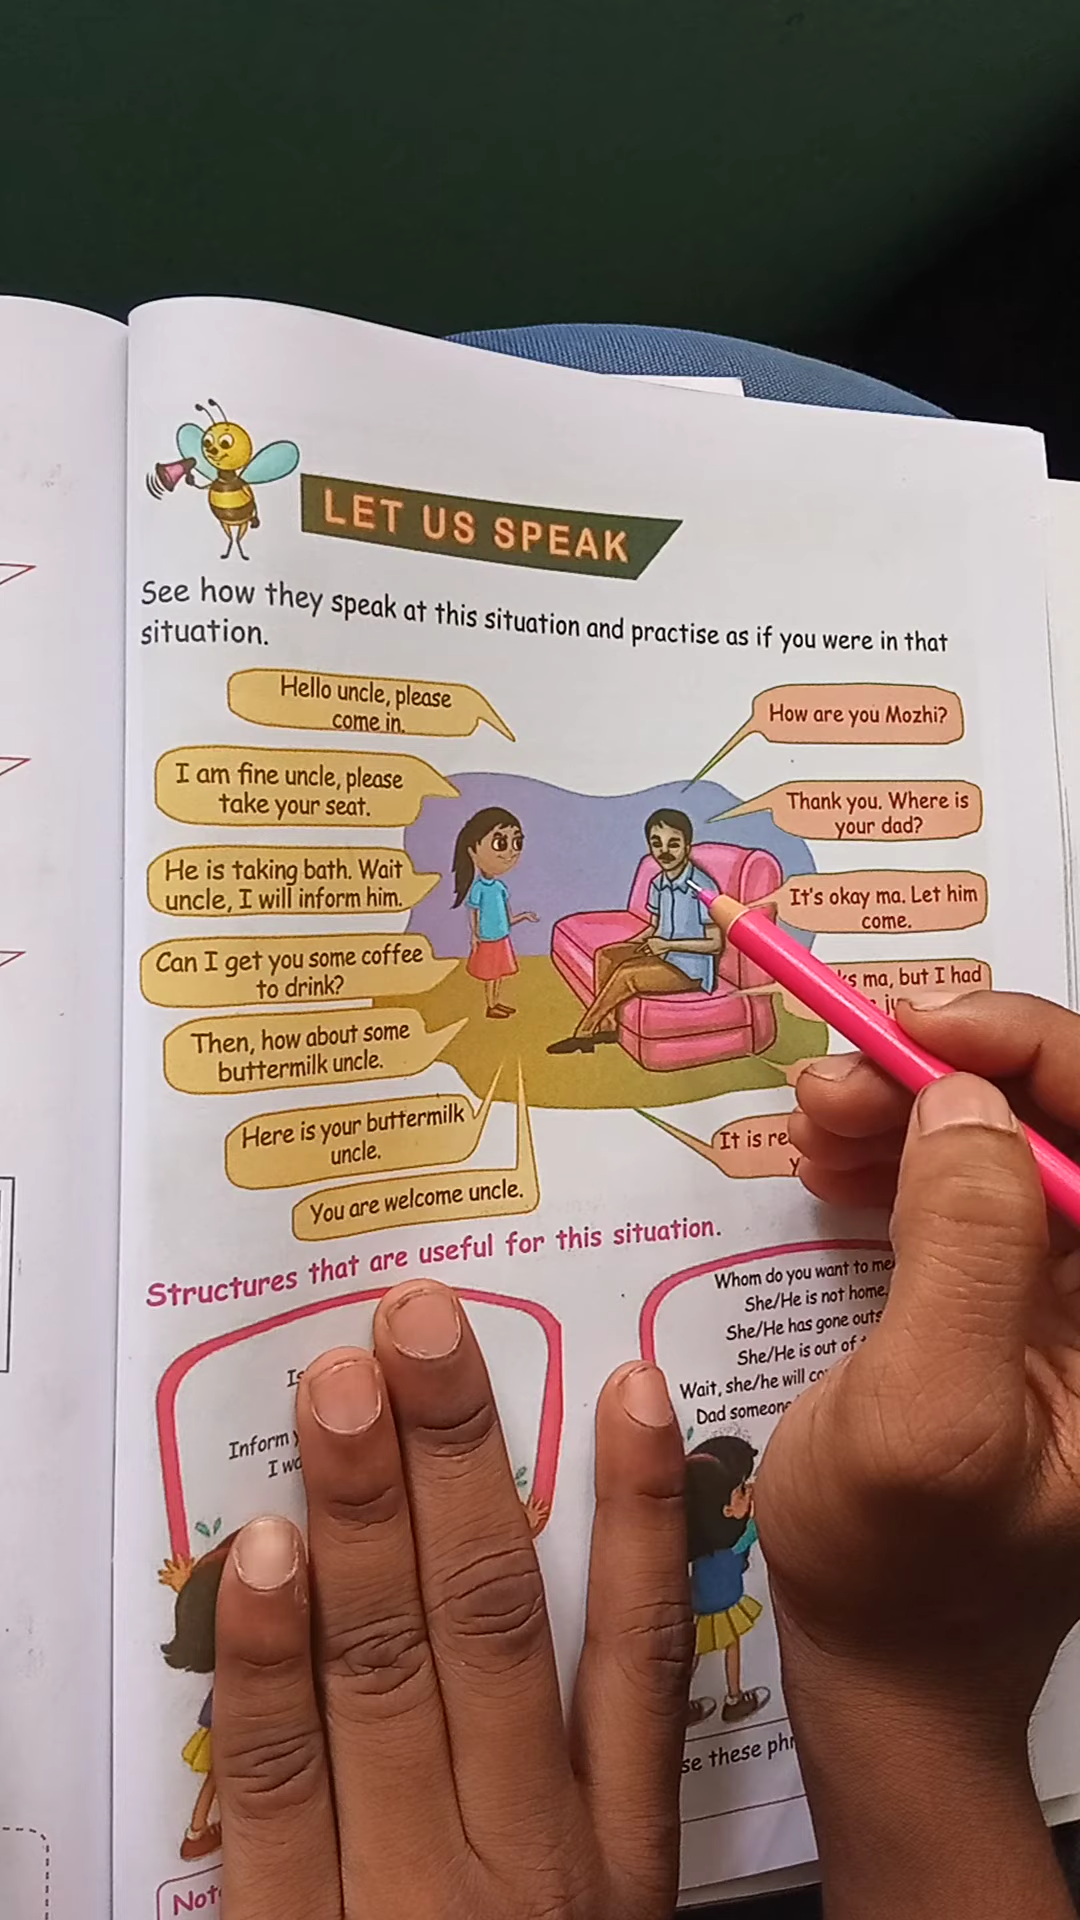 LET US SPEAK
See how they speak at this situation and practise as if you were in that
situation.
Hello uncle, please
come in.
How are you Mozhi?
I am fine uncle, please
take your seat.
Thank you. Where is
your dad?
He is taking bath. Wait
uncle, I will inform him.
It's okay ma. Let him
come.
Can I get you some coffee
to drink?
ma, but I had
Then, how about some
buttermilk uncle.
Here is your buttermilk
uncle.
It is
You are welcome uncle.
Structures that are useful for this situation.
Inform
I
Whom do you want to
She/He is not home.
She/He has gone
She/He is out of
Wait, she/he will
Dad
these